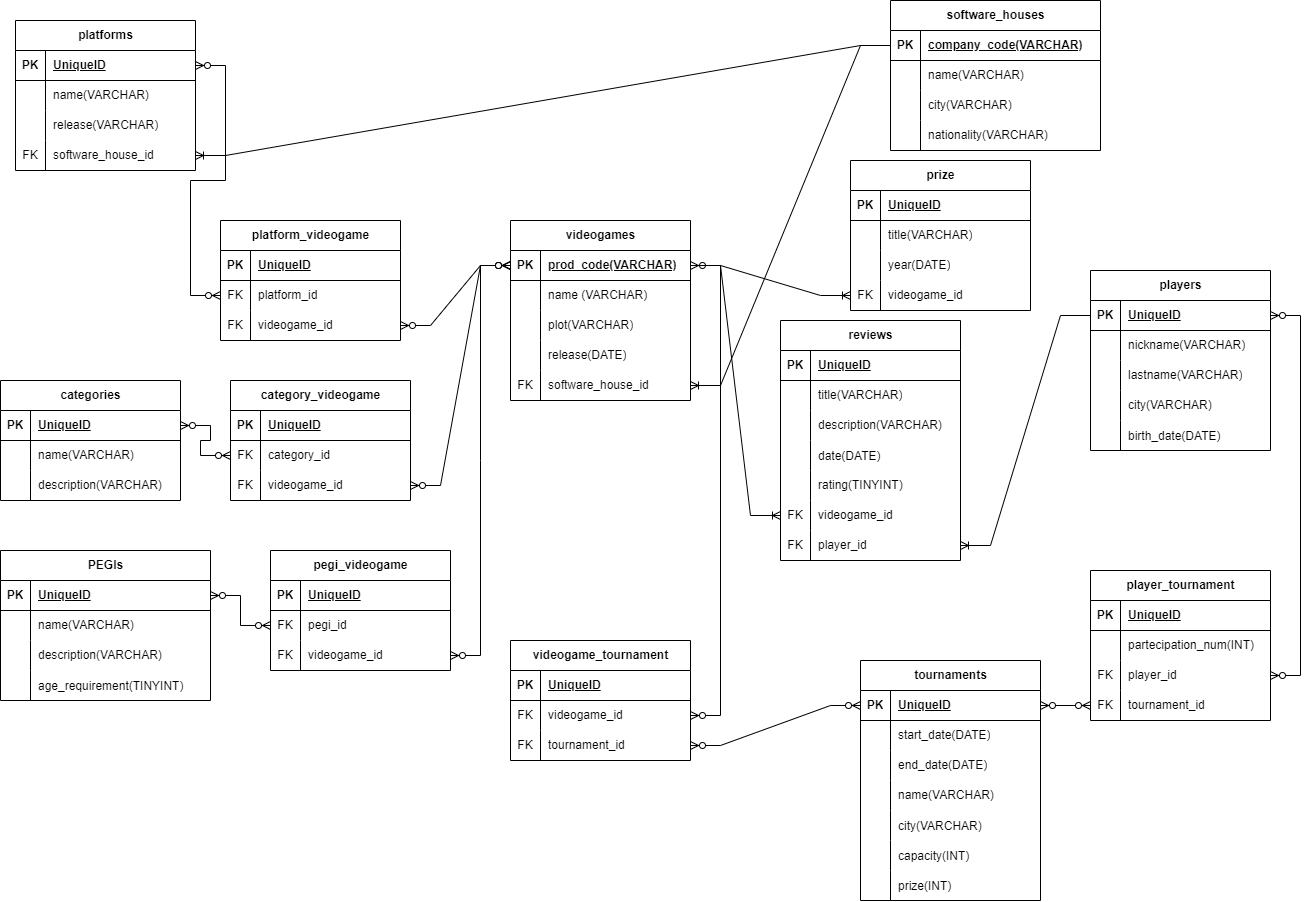 platforms
PK UniqueID
name(VARCHAR)
release(VARCHAR)
FK software_house_id
software_houses
PK company_code(VARCHAR)
name(VARCHAR)
city(VARCHAR)
nationality(VARCHAR)
prize
PK UniqueID
title(VARCHAR)
year(DATE)
FK videogame_id
platform_videogame
PK UniqueID
FK platform_id
FK videogame_id
videogames
PK prod_code(VARCHAR)
name (VARCHAR)
plot(VARCHAR)
release(DATE)
FK software_house_id
players
PK UniqueID
nickname(VARCHAR)
lastname(VARCHAR)
city(VARCHAR)
birth_date(DATE)
reviews
PK UniqueID
title(VARCHAR)
description(VARCHAR)
date(DATE)
rating(TINYINT)
FK videogame_id
FK player_id
categories
PK UniqueID
name(VARCHAR)
description(VARCHAR)
category_videogame
PK UniqueID
FK category_id
FK videogame_id
PEGIs
PK UniqueID
name(VARCHAR)
description(VARCHAR)
age_requirement(TINYINT)
pegi_videogame
PK UniqueID
FK pegi_id
FK videogame_id
videogame_tournament
PK UniqueID
FK videogame_id
FK tournament_id
tournaments
PK UniqueID
start_date(DATE)
end_date(DATE)
name(VARCHAR)
city(VARCHAR)
capacity(INT)
prize(INT)
player_tournament
PK UniqueID
partecipation_num(INT)
FK player_id
FK tournament_id